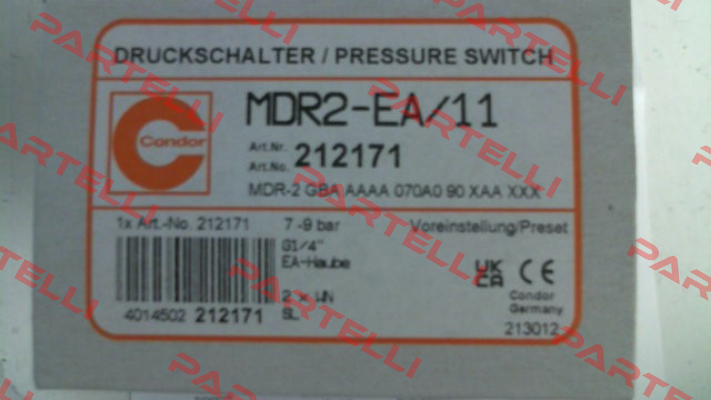 DRUCKSCHALTER / PRESSURE SWITCH
Condor
MDR2-EA/11
Art.Nr.
Art.No. 212171
MDR-2 GBA AAAA 070A0 90 XAA XXX
1x Art.-No. 212171 7 -9 bar Voreinstellung/Preset
G1/4"
EA-Haube
UK
CA CE
2 x WN
SL
Condor
Germany
4014502 212171
213012
PARTELLI
PARTELLI
PARTELLI
PARTELLI
PARTELLI
PARTELLI